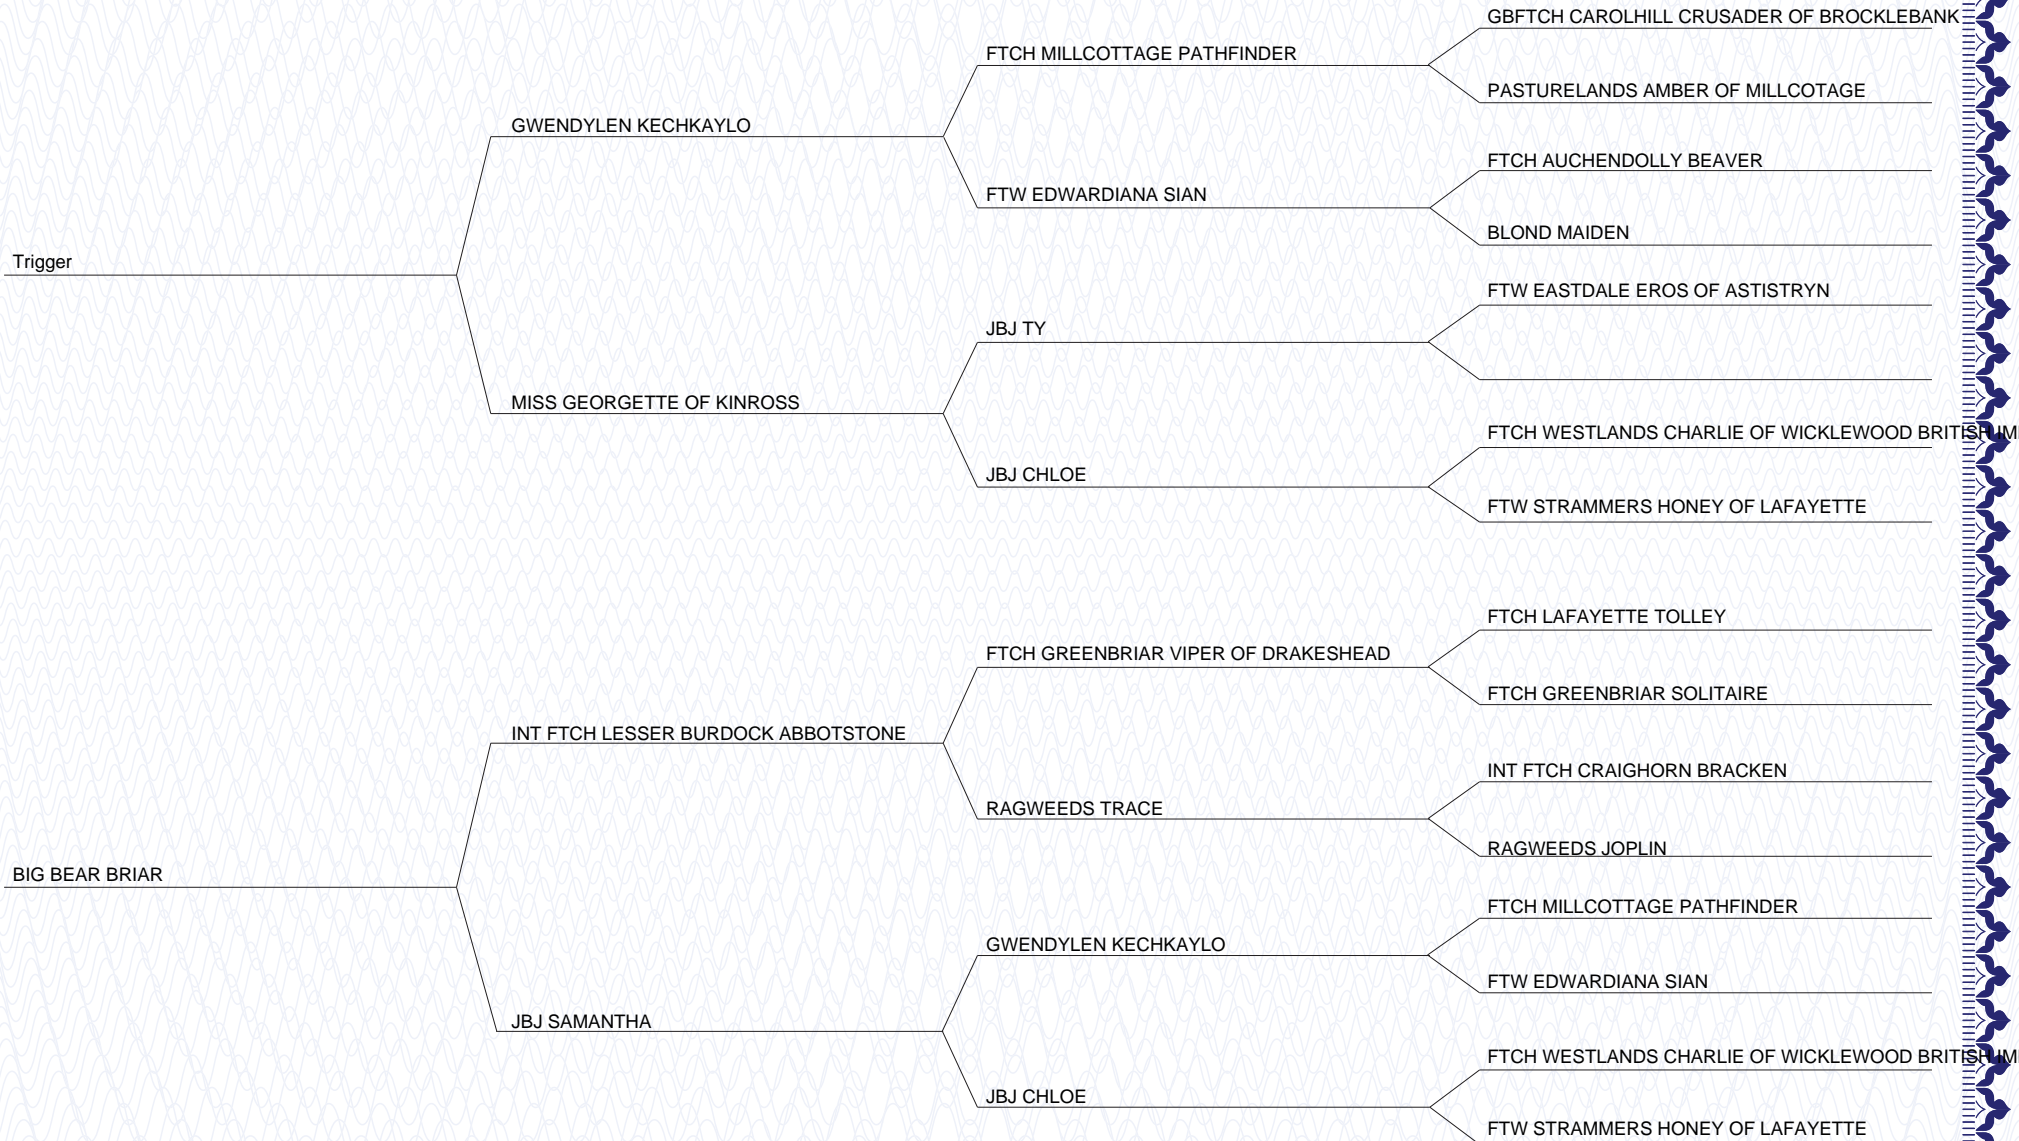 GBFTCH CAROLHILL CRUSADER OF BROCKLEBANK
FTCH MILLCOTTAGE PATHFINDER
PASTURELANDS AMBER OF MILLCOTAGE
GWENDYLEN KECHKAYLO
FTCH AUCHENDOLLY BEAVER
FTW EDWARDIANA SIAN
BLOND MAIDEN
Trigger
FTW EASTDALE EROS OF ASTISTRYN
JBJ TY
MISS GEORGETTE OF KINROSS
FTCH WESTLANDS CHARLIE OF WICKLEWOOD BRITISH
JBJ CHLOE
FTW STRAMMERS HONEY OF LAFAYETTE
FTCH LAFAYETTE TOLLEY
FTCH GREENBRIAR VIPER OF DRAKESHEAD
FTCH GREENBRIAR SOLITAIRE
INT FTCH LESSER BURDOCK ABBOTSTONE
INT FTCH CRAIGHORN BRACKEN
RAGWEEDS TRACE
RAGWEEDS JOPLIN
BIG BEAR BRIAR
FTCH MILLCOTTAGE PATHFINDER
GWENDYLEN KECHKAYLO
FTW EDWARDIANA SIAN
JBJ SAMANTHA
FTCH WESTLANDS CHARLIE OF WICKLEWOOD BRITISH
JBJ CHLOE
FTW STRAMMERS HONEY OF LAFAYETTE